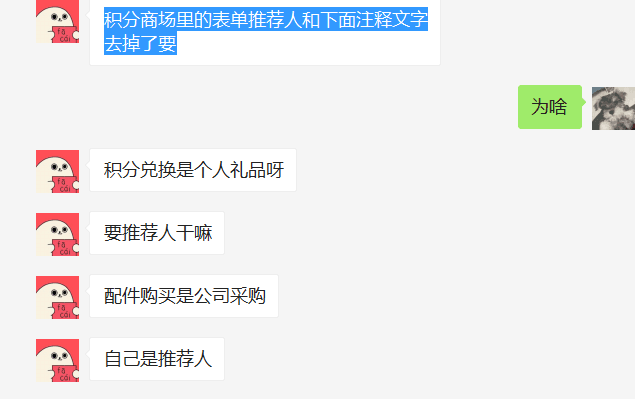 积分商场里的表单推荐人和下面注释文字
去掉了要
为啥
积分兑换是个人礼品呀
要推荐人干嘛
配件购买是公司采购
自己是推荐人